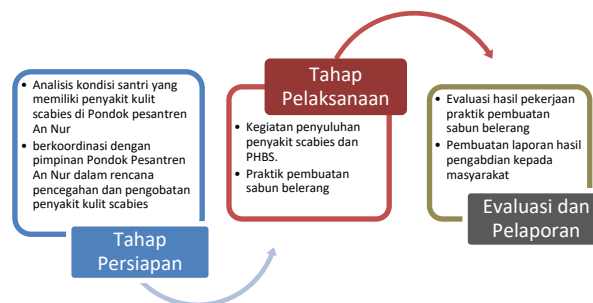 • Analisis kondisi santri yang
memiliki penyakit kulit
scabies di Pondok pesantren
An Nur
• berkoordinasi dengan
pimpinan Pondok Pesantren
An Nur dalam rencana
pencegahan dan pengobatan
penyakit kulit scabies
Tahap
Persiapan
Tahap
Pelaksanaan
• Kegiatan penyuluhan
penyakit scabies dan
PHBS.
• Praktik pembuatan
sabun belerang
• Evaluasi hasil pekerjaan
praktik pembuatan
sabun belerang
• Pembuatan laporan hasil
pengabdian kepada
masyarakat
Evaluasi dan
Pelaporan